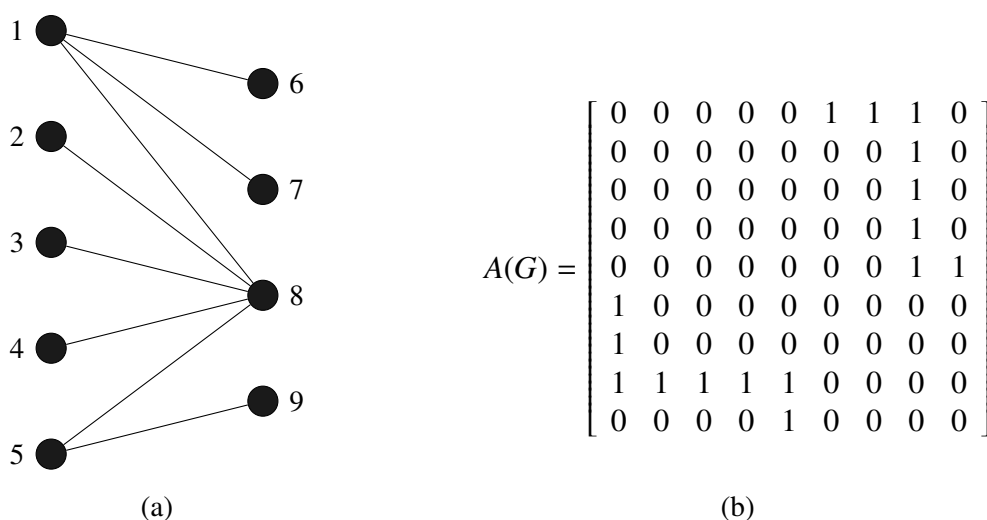 1
6
2
7
3
8
4
9
5
(a)
A(G) =
0 0 0 0 0 1 1 1 0
0 0 0 0 0 0 0 1 0
0 0 0 0 0 0 0 1 0
0 0 0 0 0 0 0 1 0
0 0 0 0 0 0 0 1 1
1 0 0 0 0 0 0 0 0
1 0 0 0 0 0 0 0 0
1 1 1 1 1 0 0 0 0
0 0 0 0 1 0 0 0 0
(b)